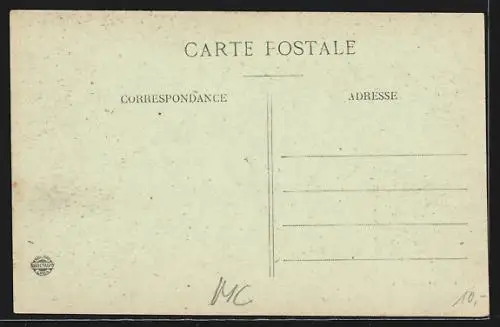 CARTE POSTALE
CORRESPONDANCE
ADRESSE
MC
10,-